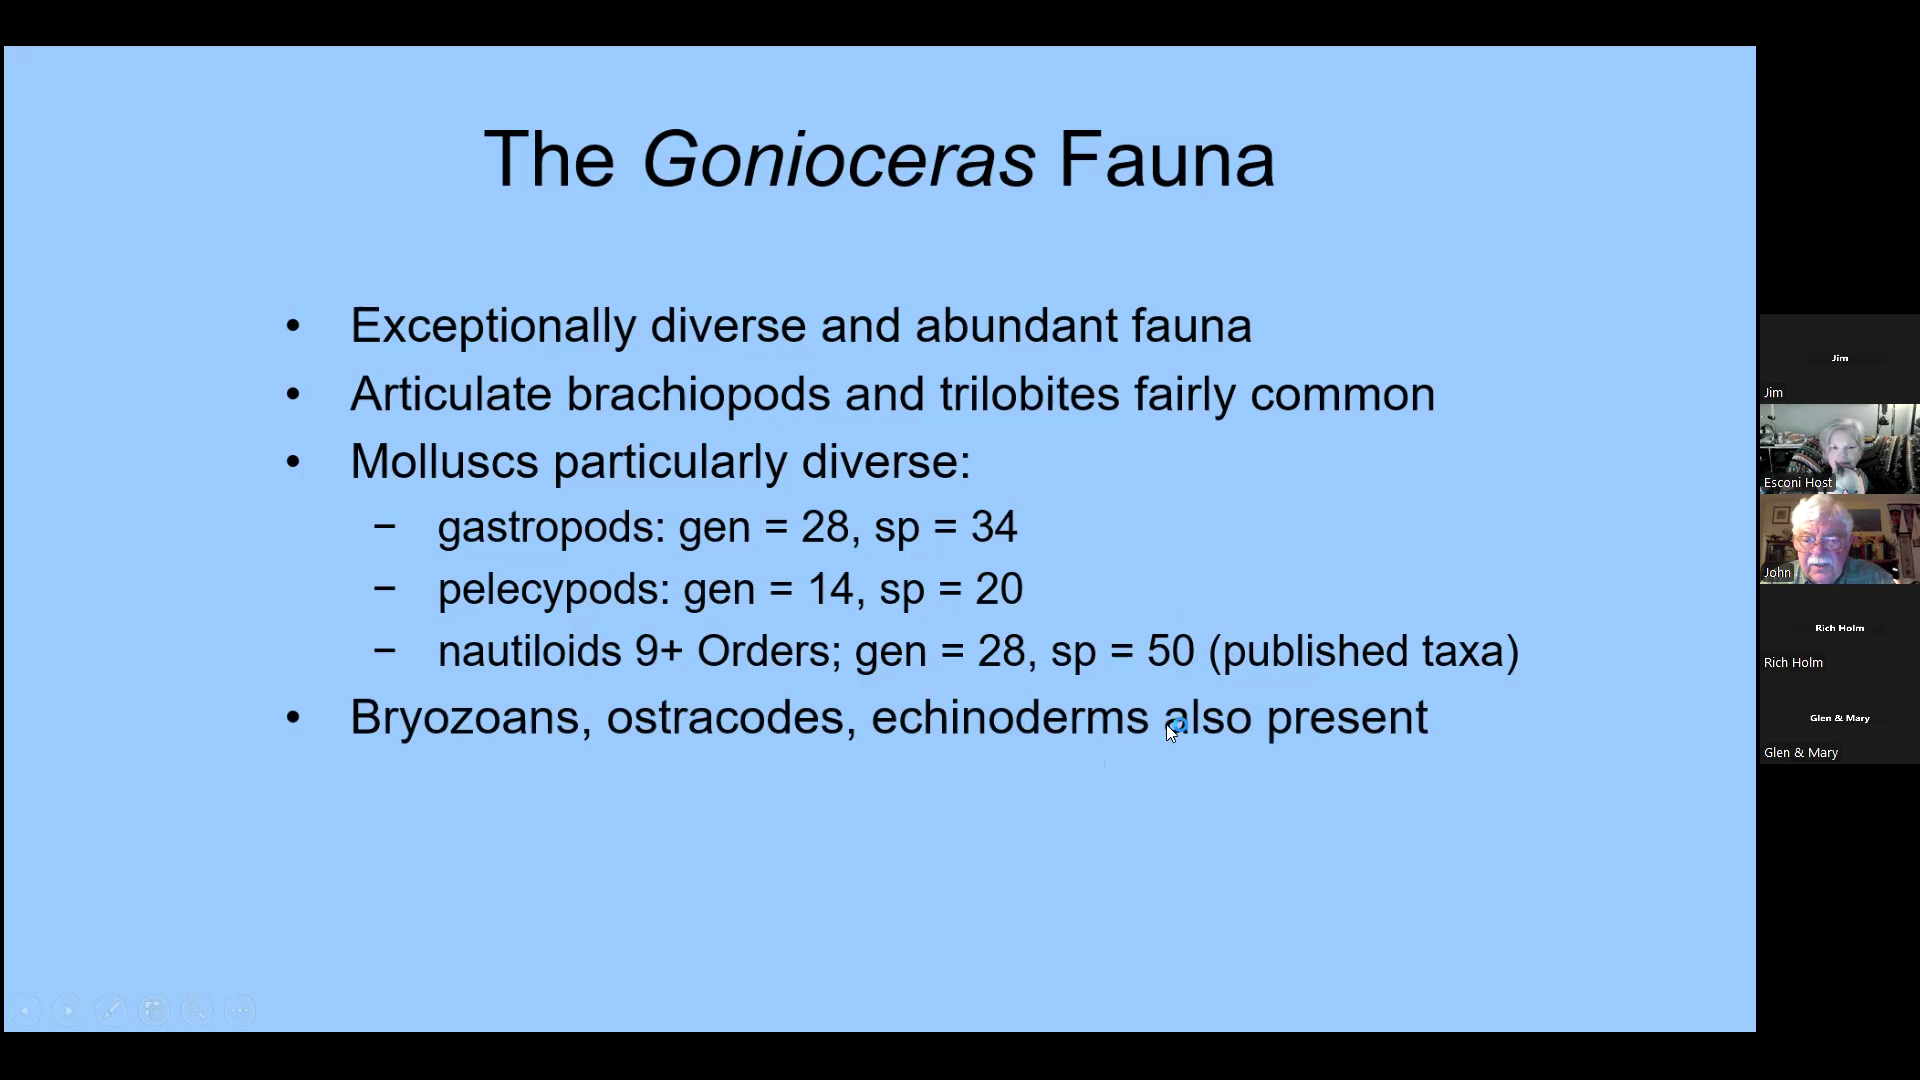 The Gonioceras Fauna
• Exceptionally diverse and abundant fauna
• Articulate brachiopods and trilobites fairly common
• Molluscs particularly diverse:
− gastropods: gen = 28, sp = 34
− pelecypods: gen = 14, sp = 20
− nautiloids 9+ Orders; gen = 28, sp = 50 (published taxa)
• Bryozoans, ostracodes, echinoderms also present
Jim
Jim
Esconi Host
John
Rich Holm
Rich Holm
Glen & Mary
Glen & Mary